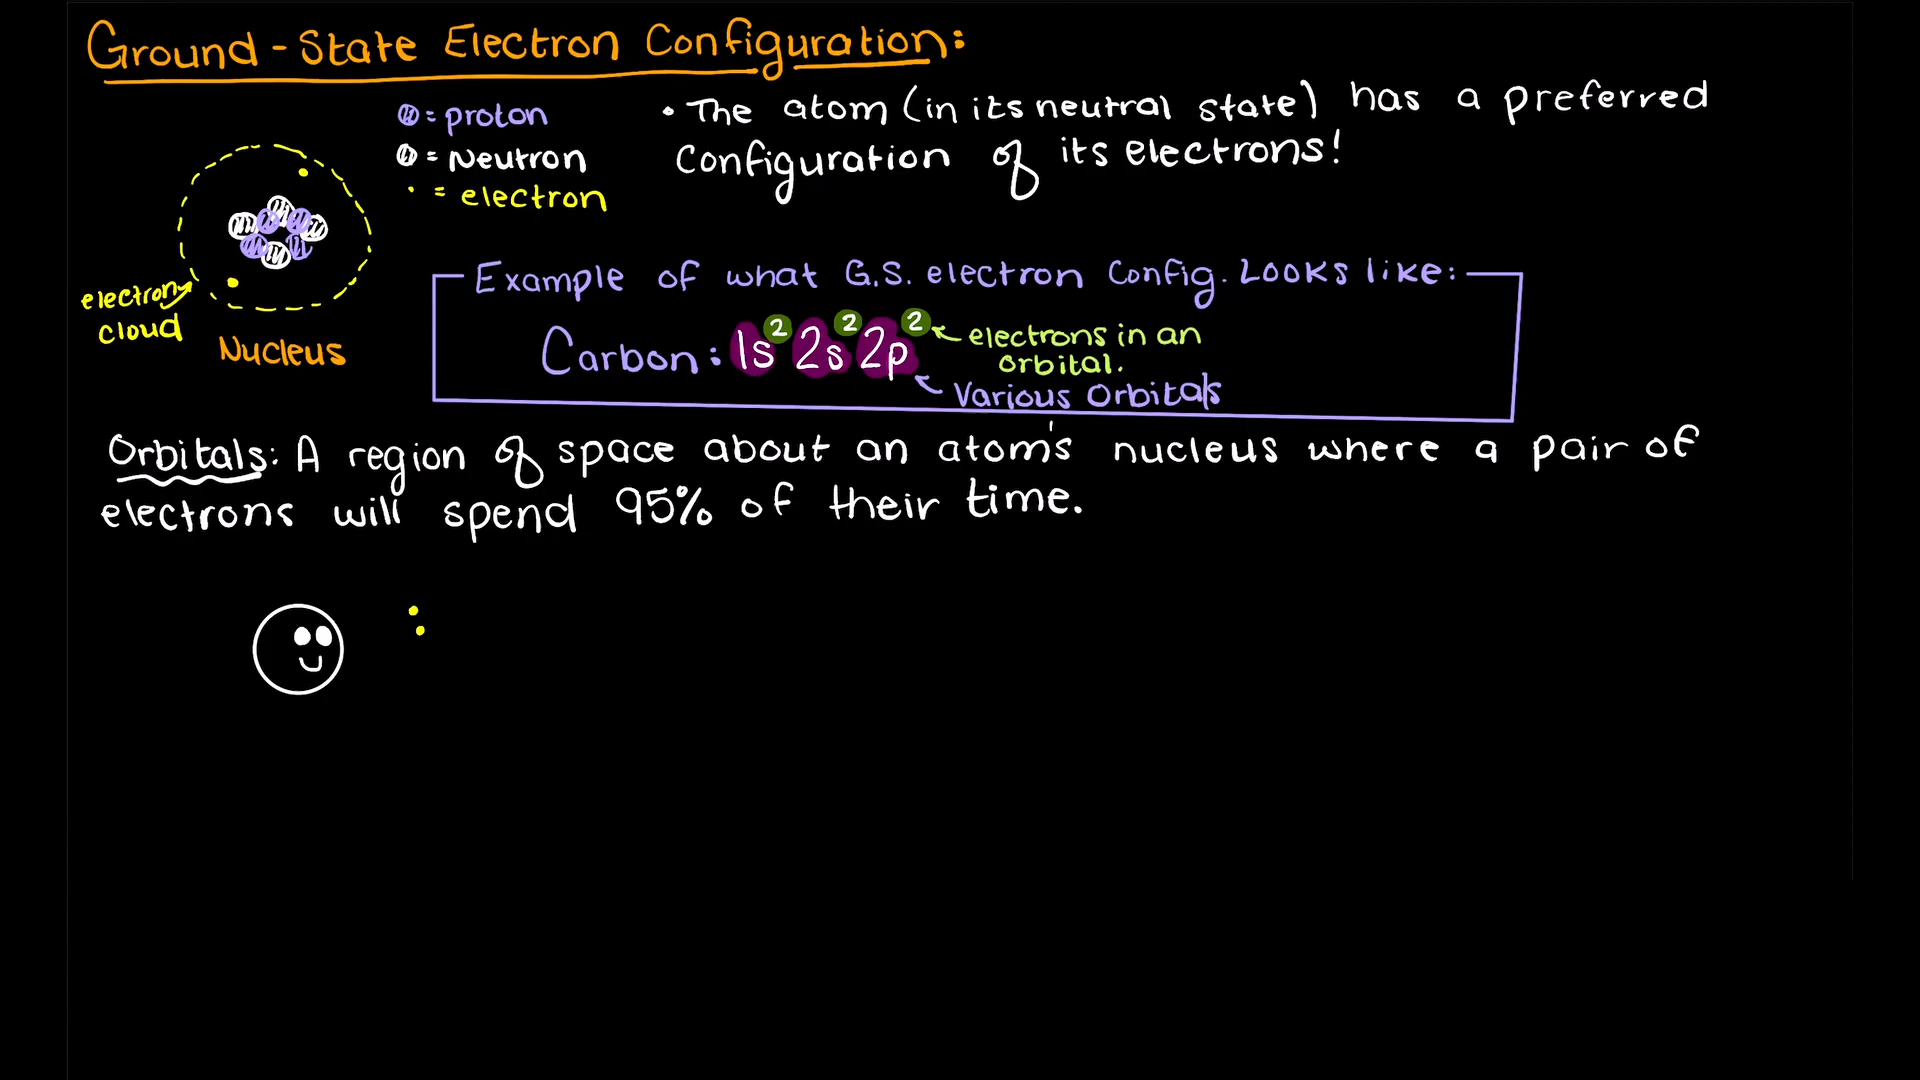 Ground-State Electron Configuration:
= proton
= Neutron
= electron
• The atom (in its neutral state) has a preferred
configuration of its electrons!
electron
cloud
Nucleus
Example of what G.S. electron Config. Looks like:
Carbon: 1s² 2s² 2p²
electrons in an
orbital.
Various Orbitals
Orbitals: A region of space about an atom's nucleus where a pair of
electrons will spend 95% of their time.